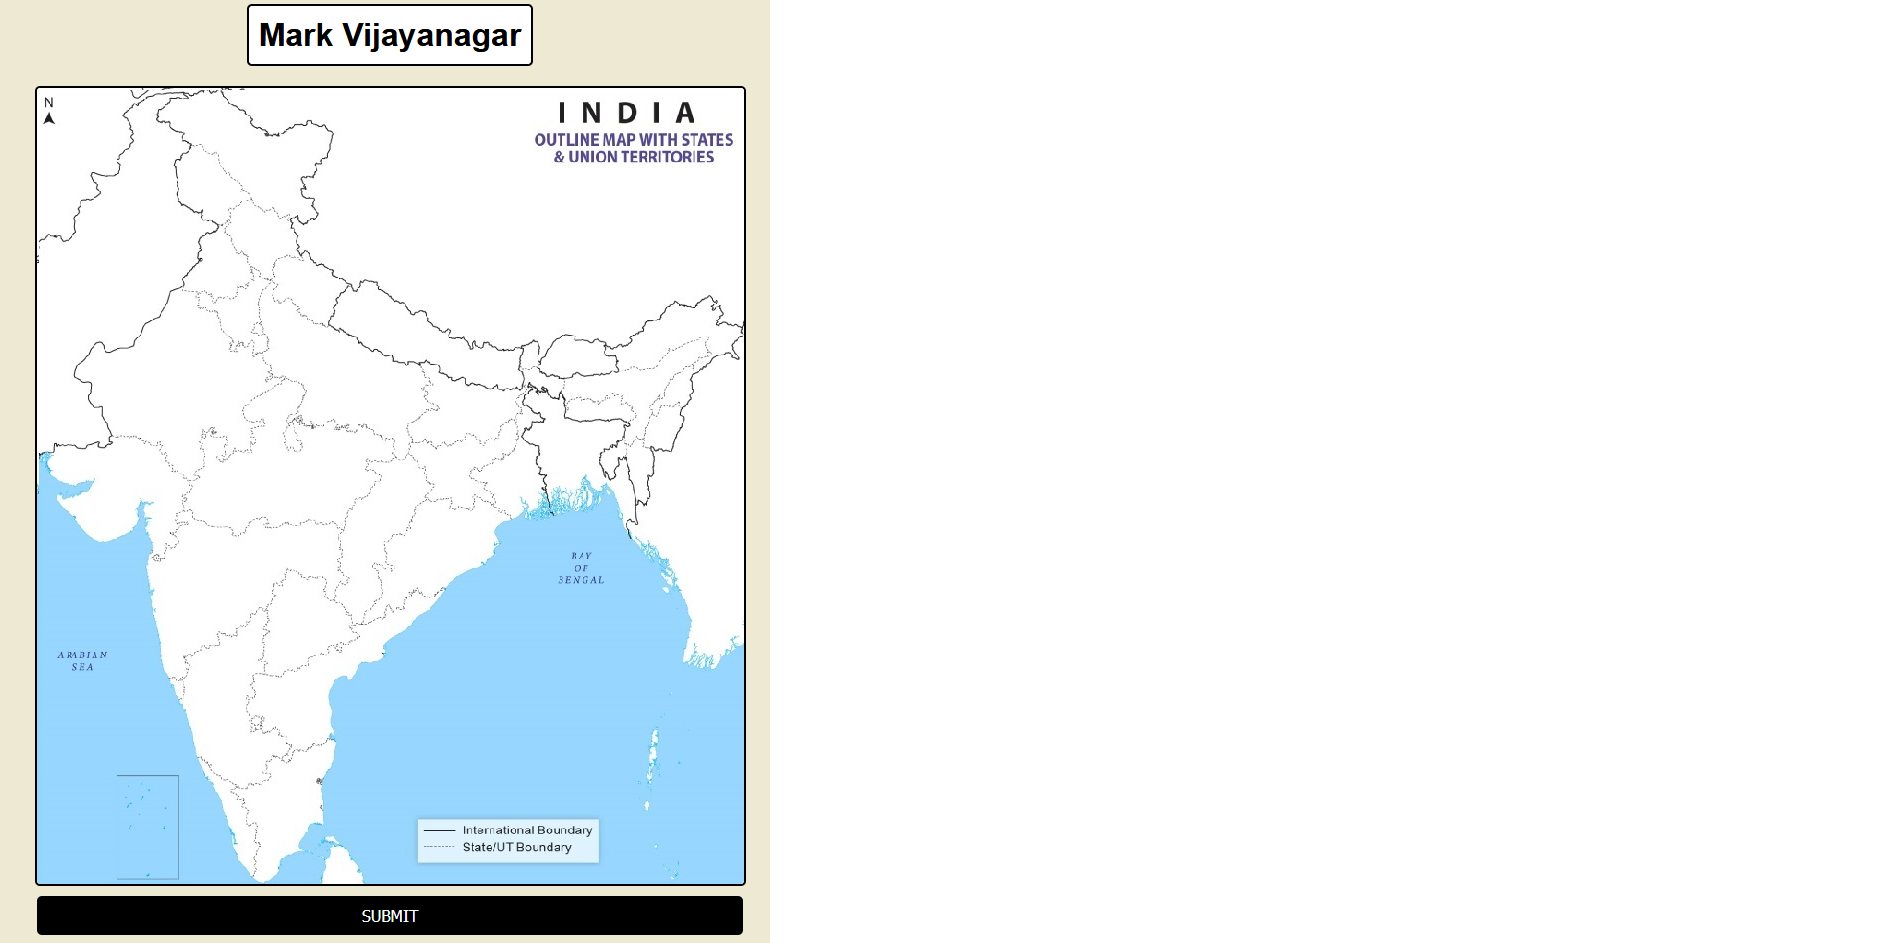 Mark Vijayanagar
N
INDIA
OUTLINE MAP WITH STATES
& UNION TERRITORIES
BAY
OF
BENGAL
ARABIAN
SEA
International Boundary
State/UT Boundary
SUBMIT